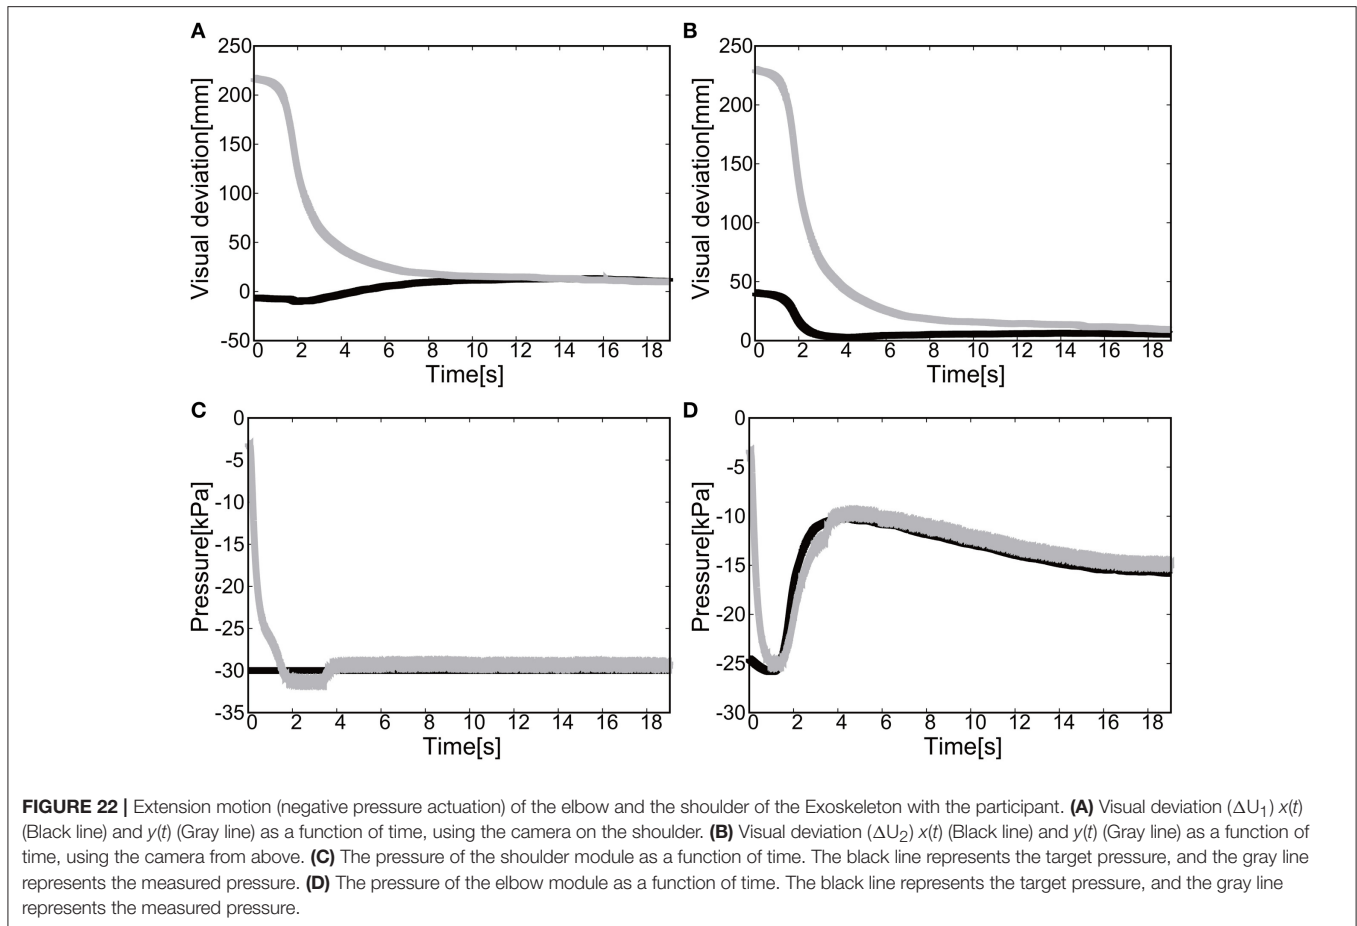 A
250
200
150
100
50
0
-50
Visual deviation[mm]
0 2 4 6 8 10 12 14 16 18
Time[s]
B
250
200
150
100
50
0
Visual deviation[mm]
0 2 4 6 8 10 12 14 16 18
Time[s]
C
0
-5
-10
-15
-20
-25
-30
-35
Pressure[kPa]
0 2 4 6 8 10 12 14 16 18
Time[s]
D
0
-5
-10
-15
-20
-25
-30
Pressure[kPa]
0 2 4 6 8 10 12 14 16 18
Time[s]
FIGURE 22 | Extension motion (negative pressure actuation) of the elbow and the shoulder of the Exoskeleton with the participant. (A) Visual deviation (ΔU₁) x(t)
(Black line) and y(t) (Gray line) as a function of time, using the camera on the shoulder. (B) Visual deviation (ΔU₂) x(t) (Black line) and y(t) (Gray line) as a function of
time, using the camera from above. (C) The pressure of the shoulder module as a function of time. The black line represents the target pressure, and the gray line
represents the measured pressure. (D) The pressure of the elbow module as a function of time. The black line represents the target pressure, and the gray line
represents the measured pressure.